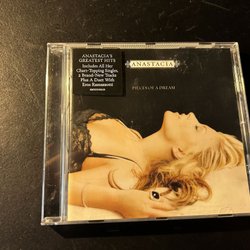 ANASTACIA'S
GREATEST HITS
Includes All Her
Chart-Topping Singles,
2 Brand-New Tracks
Plus A Duet With
Eros Ramazzotti
ANASTACIA
PIECES OF A DREAM